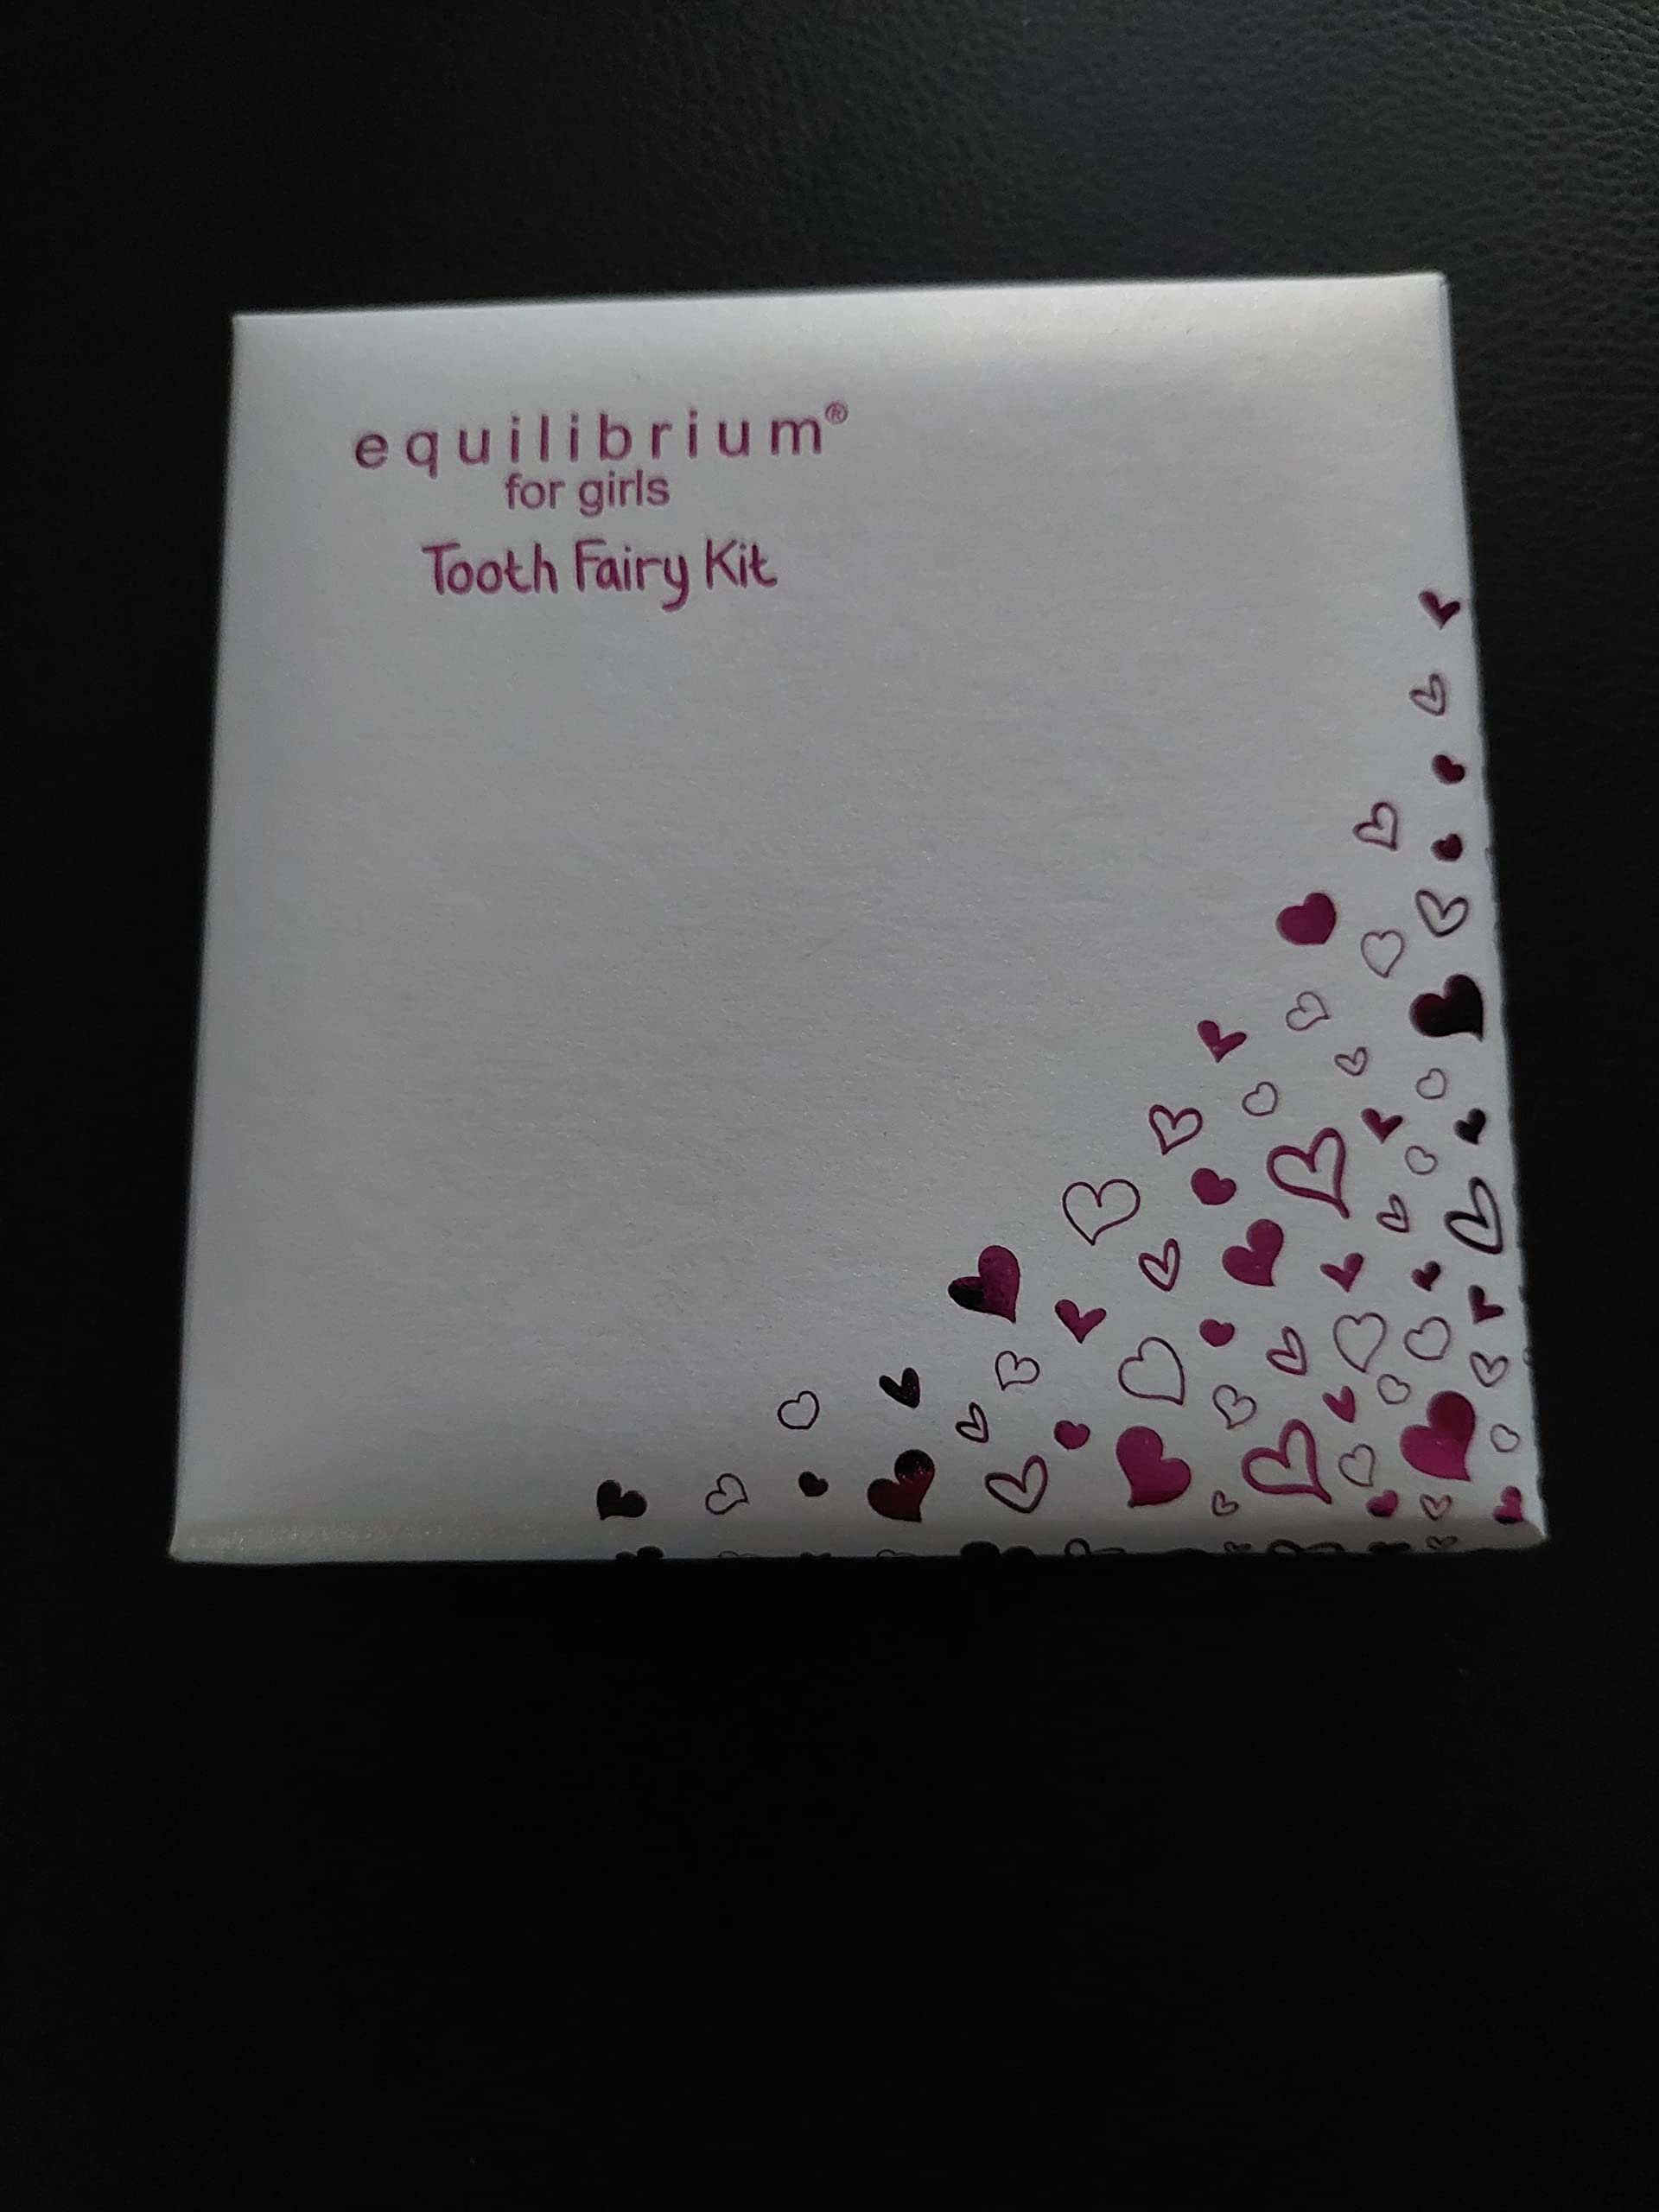 equilibrium®
for girls
Tooth Fairy Kit